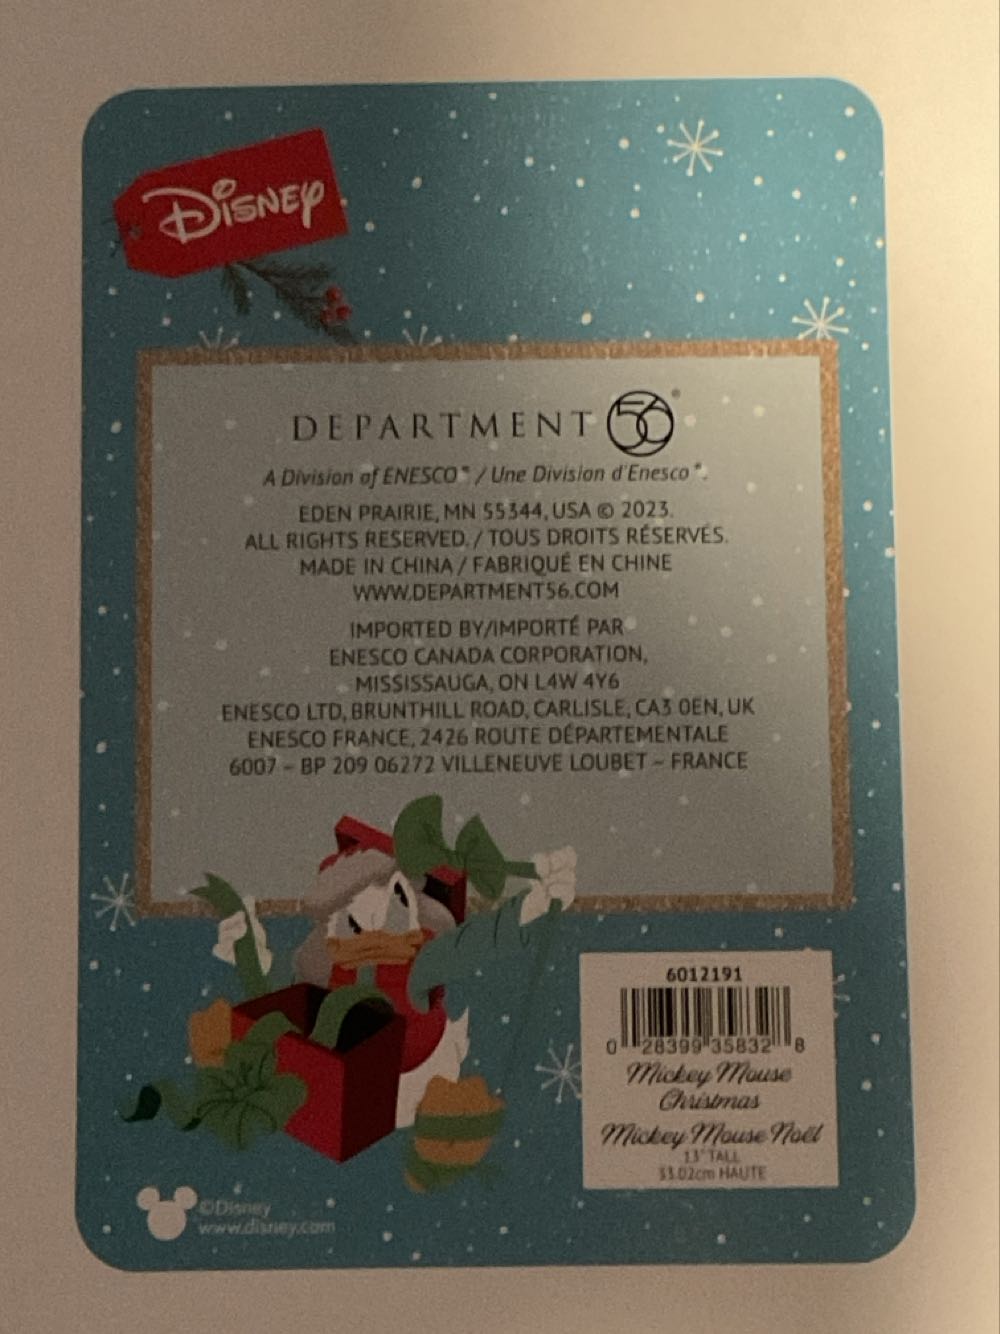 Disney
DEPARTMENT 56®
A Division of ENESCO® / Une Division d'Enesco®.
EDEN PRAIRIE, MN 55344, USA © 2023.
ALL RIGHTS RESERVED. / TOUS DROITS RÉSERVÉS.
MADE IN CHINA / FABRIQUÉ EN CHINE
WWW.DEPARTMENT56.COM
IMPORTED BY/IMPORTÉ PAR
ENESCO CANADA CORPORATION,
MISSISSAUGA, ON L4W 4Y6
ENESCO LTD, BRUNTHILL ROAD, CARLISLE, CA3 0EN, UK
ENESCO FRANCE, 2426 ROUTE DÉPARTEMENTALE
6007 – BP 209 06272 VILLENEUVE LOUBET – FRANCE
6012191
0 28399 35832 8
Mickey Mouse
Christmas
Mickey Mouse Noël
13" TALL
33.02cm HAUTE
©Disney
www.disney.com